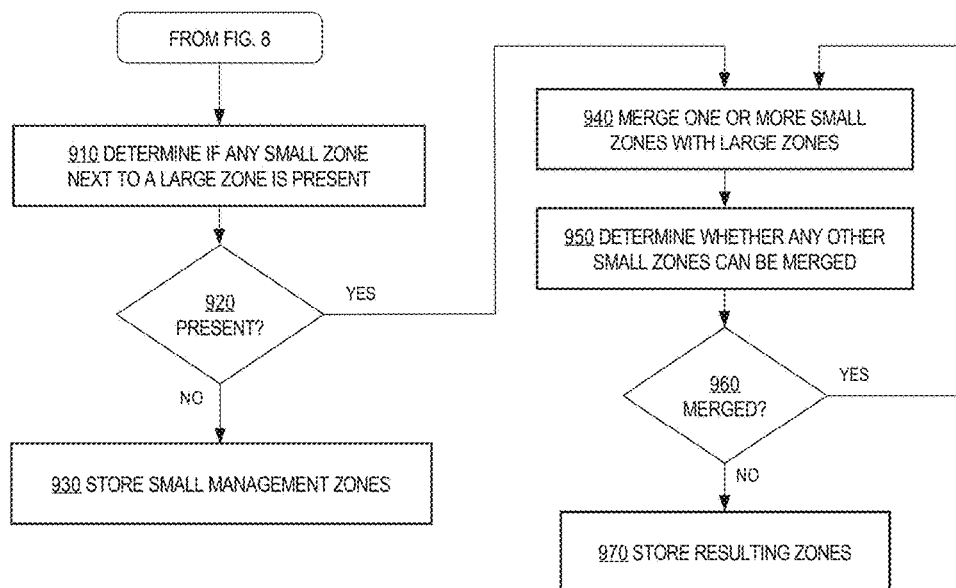 FROM FIG. 8
910 DETERMINE IF ANY SMALL ZONE
NEXT TO A LARGE ZONE IS PRESENT
920
PRESENT?
YES
NO
930 STORE SMALL MANAGEMENT ZONES
940 MERGE ONE OR MORE SMALL
ZONES WITH LARGE ZONES
950 DETERMINE WHETHER ANY OTHER
SMALL ZONES CAN BE MERGED
960
MERGED?
YES
NO
970 STORE RESULTING ZONES